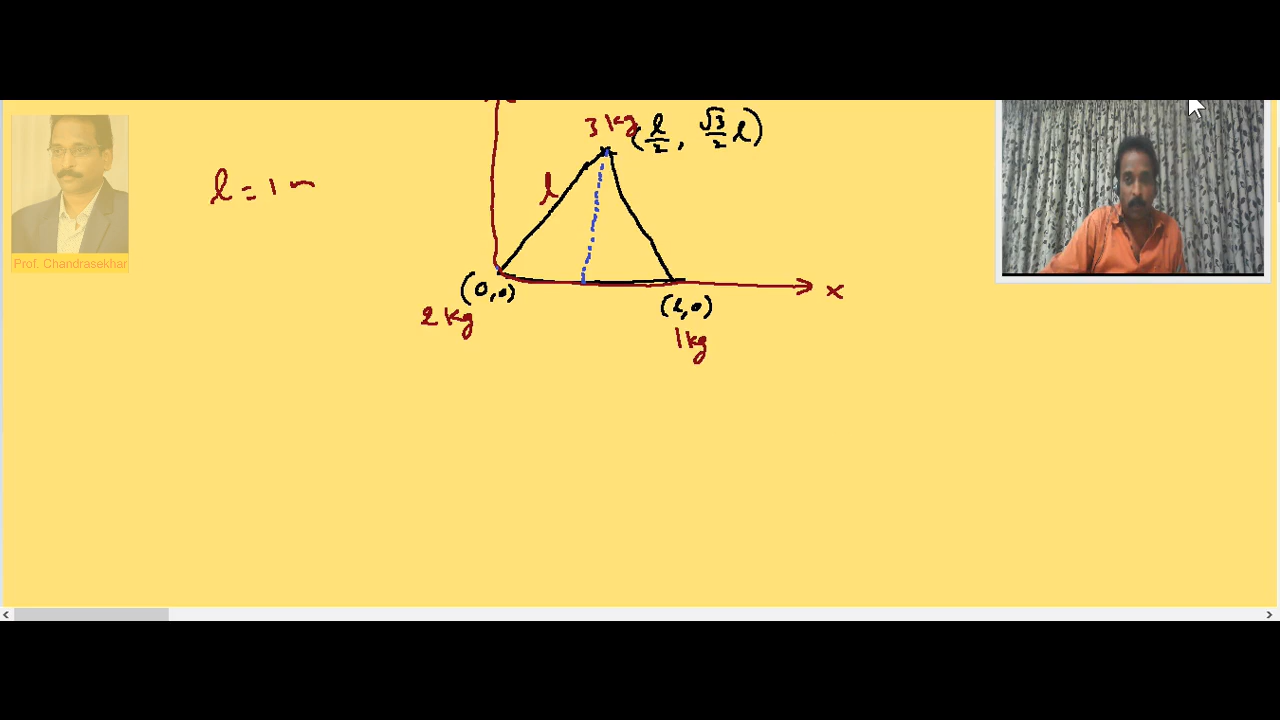 3 kg (l/2, √3/2 l)
l = 1 m
l
(0,0)
2 kg
(l,0)
1 kg
x
Prof. Chandrasekhar